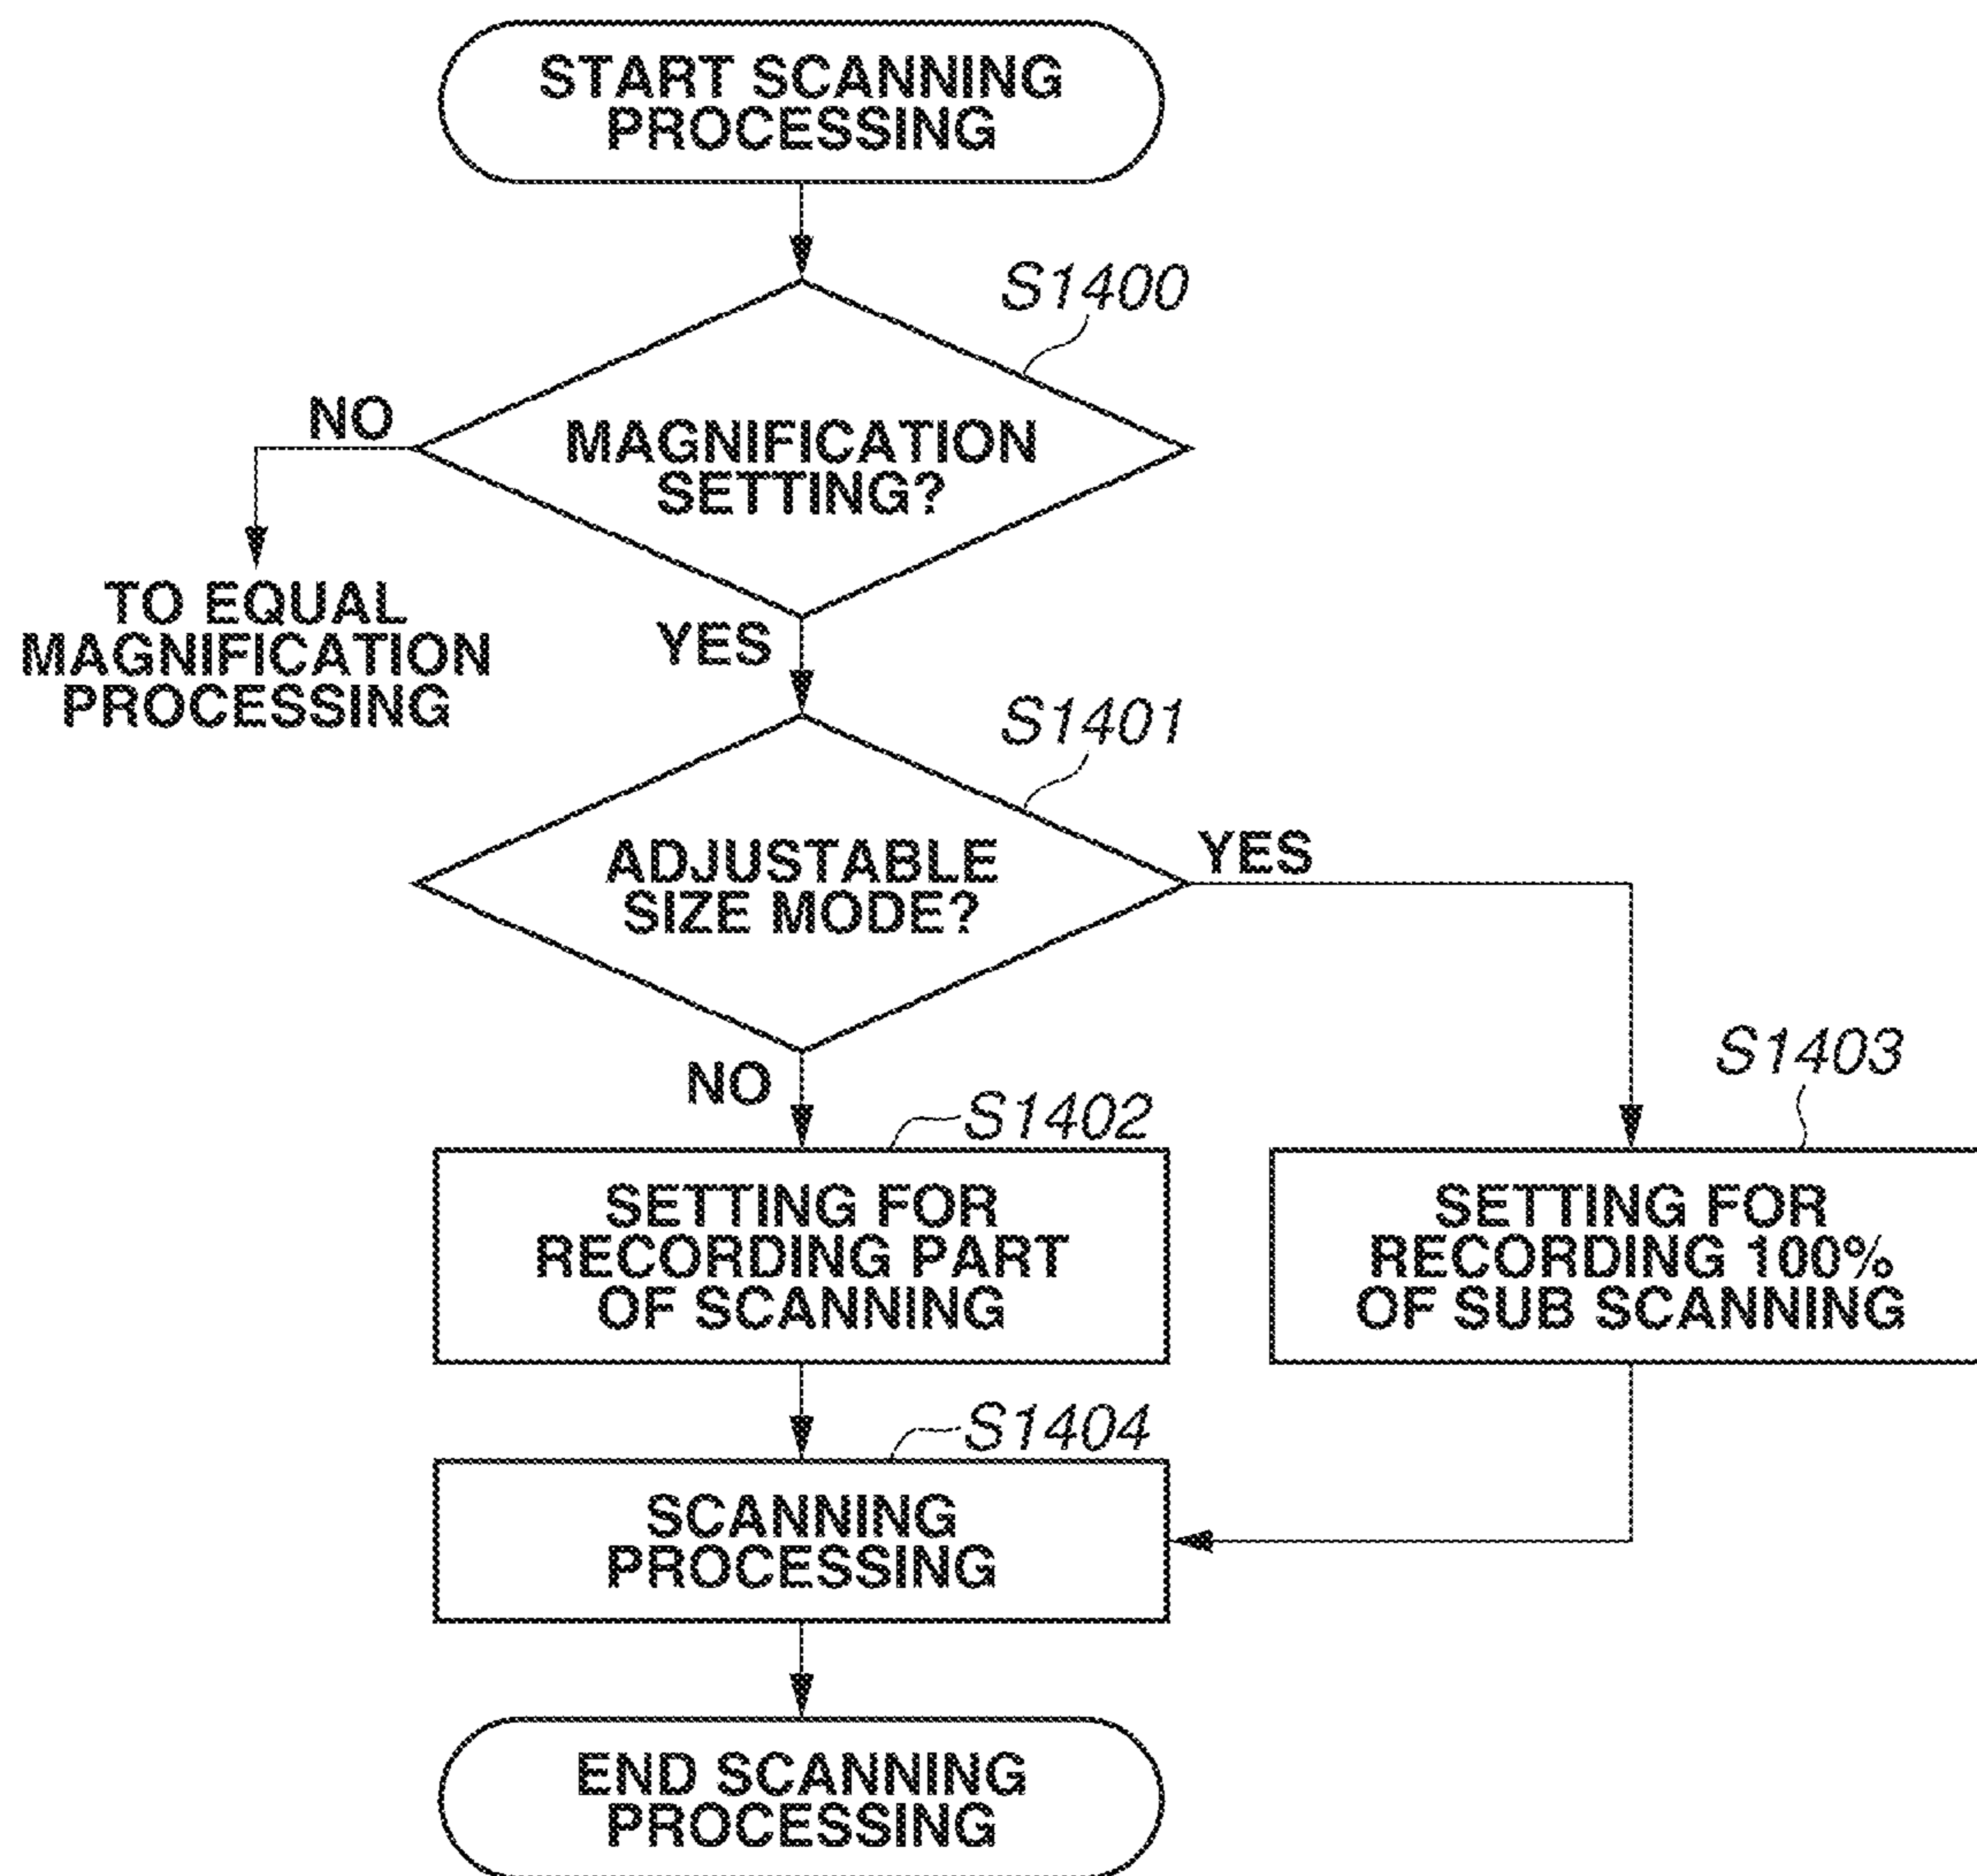 START SCANNING
PROCESSING
S1400
MAGNIFICATION
SETTING?
NO
TO EQUAL
MAGNIFICATION
PROCESSING
YES
S1401
ADJUSTABLE
SIZE MODE?
YES
NO
S1402
SETTING FOR
RECORDING PART
OF SCANNING
S1403
SETTING FOR
RECORDING 100%
OF SUB SCANNING
S1404
SCANNING
PROCESSING
END SCANNING
PROCESSING